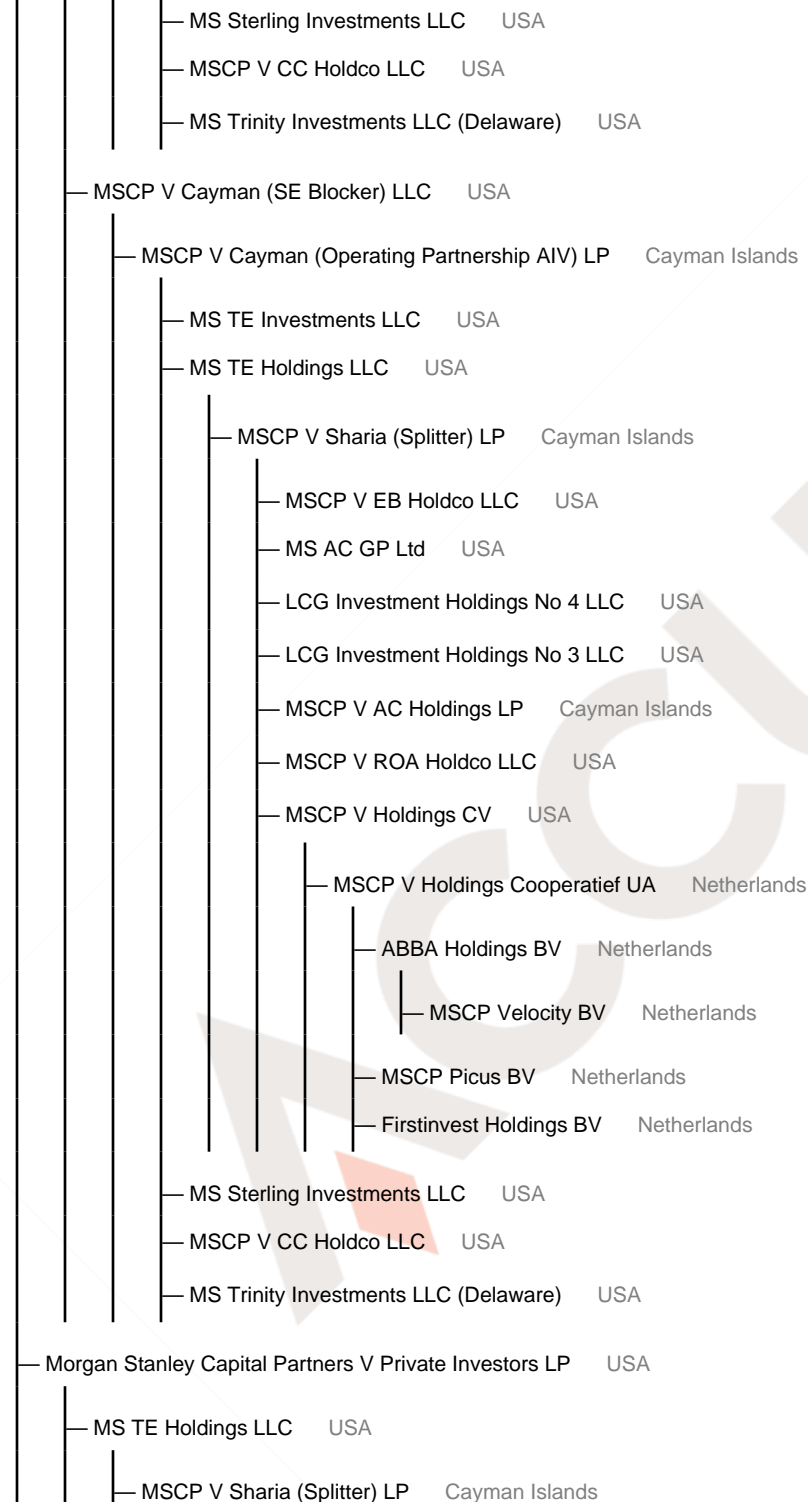 MS Sterling Investments LLC USA
MSCP V CC Holdco LLC USA
MS Trinity Investments LLC (Delaware) USA
MSCP V Cayman (SE Blocker) LLC USA
MSCP V Cayman (Operating Partnership AIV) LP Cayman Islands
MS TE Investments LLC USA
MS TE Holdings LLC USA
MSCP V Sharia (Splitter) LP Cayman Islands
MSCP V EB Holdco LLC USA
MS AC GP Ltd USA
LCG Investment Holdings No 4 LLC USA
LCG Investment Holdings No 3 LLC USA
MSCP V AC Holdings LP Cayman Islands
MSCP V ROA Holdco LLC USA
MSCP V Holdings CV USA
MSCP V Holdings Cooperatief UA Netherlands
ABBA Holdings BV Netherlands
MSCP Velocity BV Netherlands
MSCP Picus BV Netherlands
Firstinvest Holdings BV Netherlands
MS Sterling Investments LLC USA
MSCP V CC Holdco LLC USA
MS Trinity Investments LLC (Delaware) USA
Morgan Stanley Capital Partners V Private Investors LP USA
MS TE Holdings LLC USA
MSCP V Sharia (Splitter) LP Cayman Islands